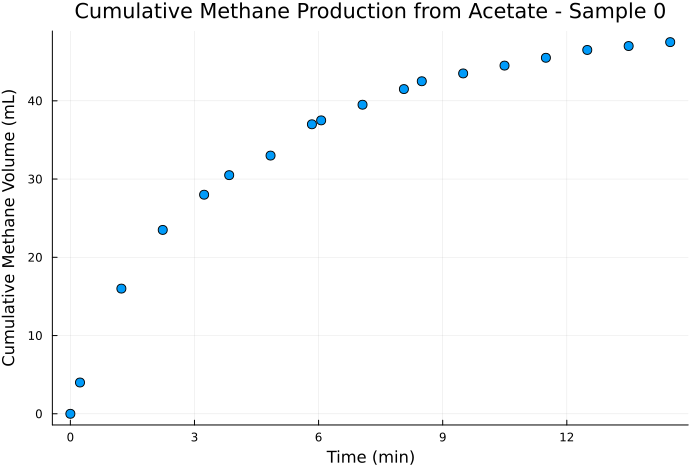 Cumulative Methane Production from Acetate - Sample 0
Cumulative Methane Volume (mL)
40
30
20
10
0
0 3 6 9 12
Time (min)